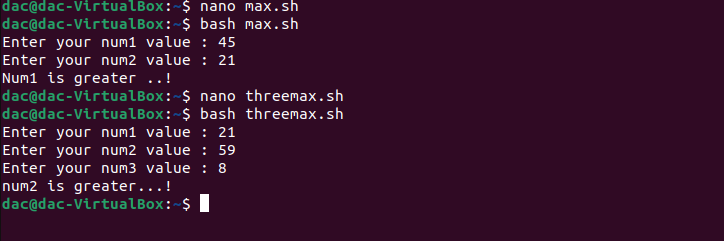 dac@dac-VirtualBox:~$ nano max.sh
dac@dac-VirtualBox:~$ bash max.sh
Enter your num1 value : 45
Enter your num2 value : 21
Num1 is greater ..!
dac@dac-VirtualBox:~$ nano threemax.sh
dac@dac-VirtualBox:~$ bash threemax.sh
Enter your num1 value : 21
Enter your num2 value : 59
Enter your num3 value : 8
num2 is greater...!
dac@dac-VirtualBox:~$